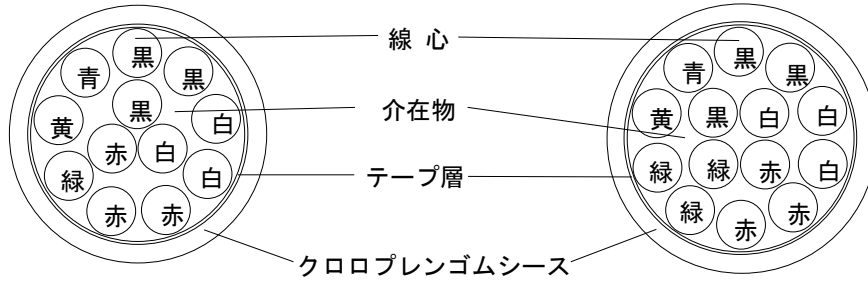 線 心
介在物
テープ層
クロロプレンゴムシース
黒
青 黒
黒
黄 白
赤 白
緑 白
赤 赤
黒
青 黒
黄 黒 白 白
緑 緑 赤 白
緑 赤 赤